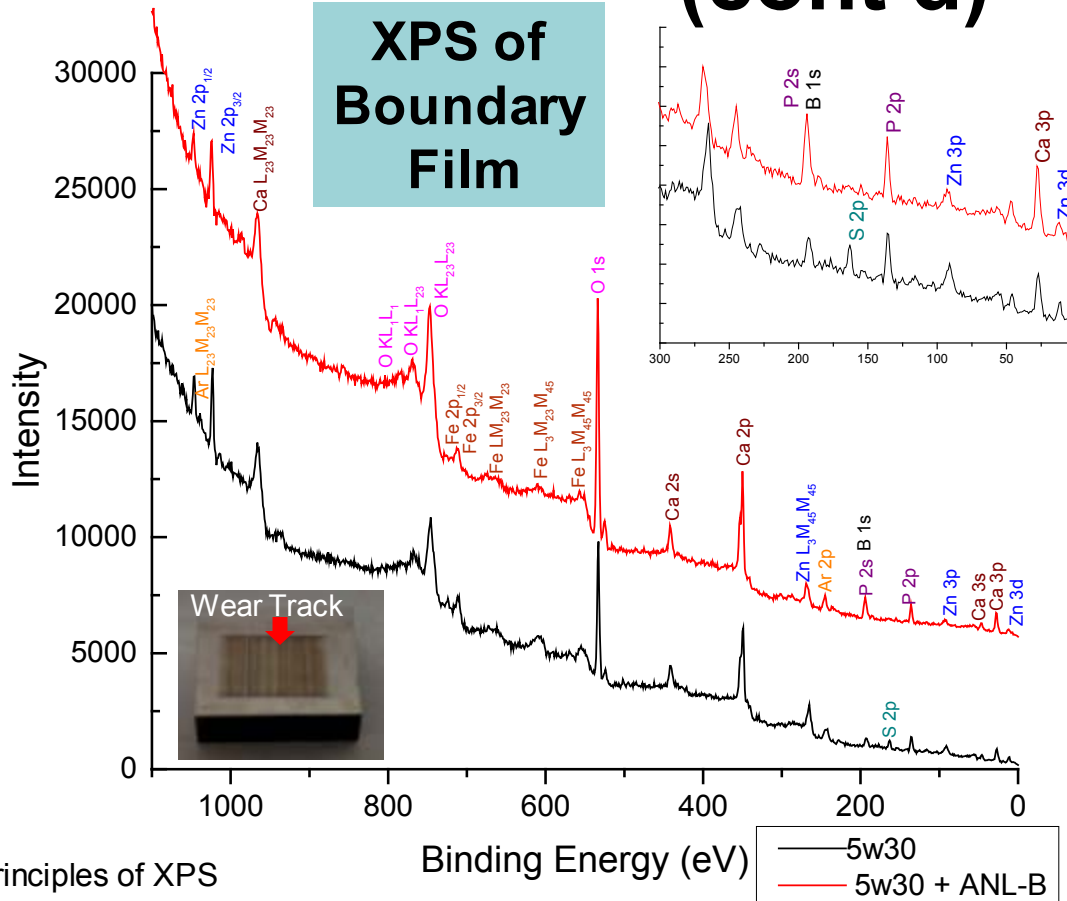 (cont'd)
XPS of
Boundary
Film
Intensity
30000
25000
20000
15000
10000
5000
0
Zn 2p1/2
Zn 2p3/2
Ca L23M23M23
Ar L23M23M23
O KL1L1
O KL1L23
O KL23L23
Fe 2p1/2
Fe 2p3/2
Fe LM23M23
Fe L3M23M45
Fe L3M45M45
O 1s
Ca 2s
Ca 2p
Zn L3M45M45
Ar 2p
P 2s B 1s
P 2p
Zn 3p
Ca 3s
Ca 3p
Zn 3d
S 2p
P 2s
B 1s
P 2p
S 2p
Zn 3p
Ca 3p
Zn 3d
300 250 200 150 100 50
Wear Track
1000 800 600 400 200 0
Binding Energy (eV)
5w30
5w30 + ANL-B
rinciples of XPS